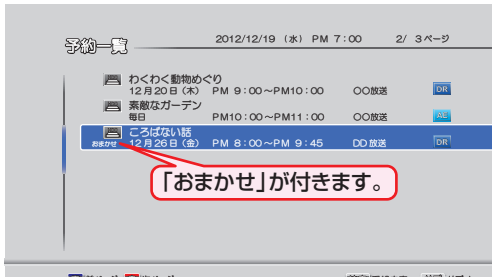 予約一覧
2012/12/19 (水) PM 7:00 2/ 3ページ
わくわく動物めぐり
12月20日(木) PM 9:00~PM10:00 〇〇放送 DR
素敵なガーデン
毎日 PM10:00~PM11:00 〇〇放送 AE
ころばない話
おまかせ 12月26日(金) PM 8:00~PM 9:45 DD放送 DR
「おまかせ」が付きます。